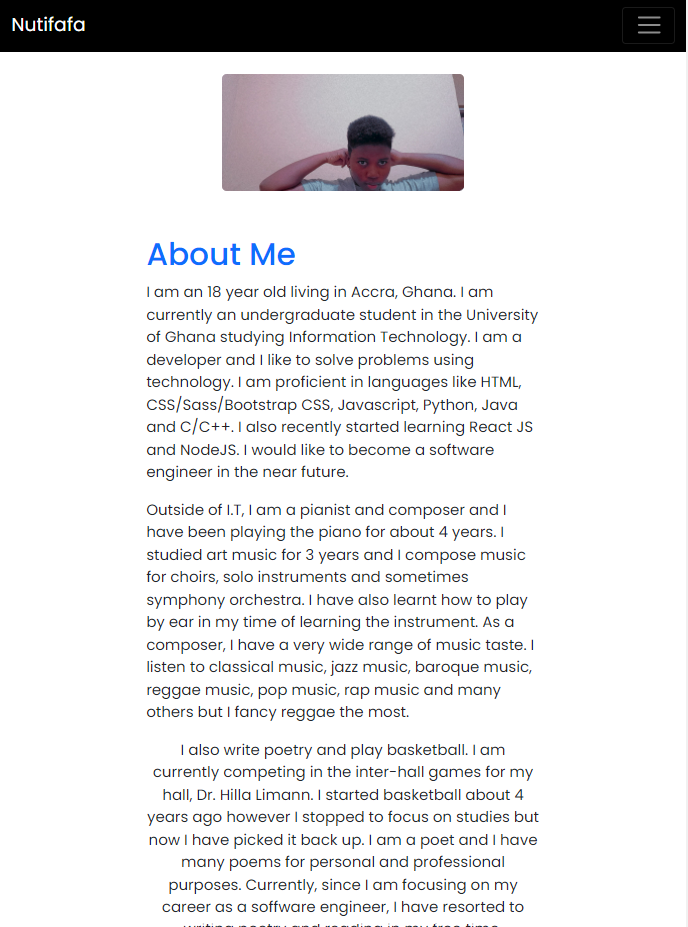 Nutifafa
About Me
I am an 18 year old living in Accra, Ghana. I am
currently an undergraduate student in the University
of Ghana studying Information Technology. I am a
developer and I like to solve problems using
technology. I am proficient in languages like HTML,
CSS/Sass/Bootstrap CSS, Javascript, Python, Java
and C/C++. I also recently started learning React JS
and NodeJS. I would like to become a software
engineer in the near future.
Outside of I.T, I am a pianist and composer and I
have been playing the piano for about 4 years. I
studied art music for 3 years and I compose music
for choirs, solo instruments and sometimes
symphony orchestra. I have also learnt how to play
by ear in my time of learning the instrument. As a
composer, I have a very wide range of music taste. I
listen to classical music, jazz music, baroque music,
reggae music, pop music, rap music and many
others but I fancy reggae the most.
I also write poetry and play basketball. I am
currently competing in the inter-hall games for my
hall, Dr. Hilla Limann. I started basketball about 4
years ago however I stopped to focus on studies but
now I have picked it back up. I am a poet and I have
many poems for personal and professional
purposes. Currently, since I am focusing on my
career as a software engineer, I have resorted to
writing poetry and reading in my free time